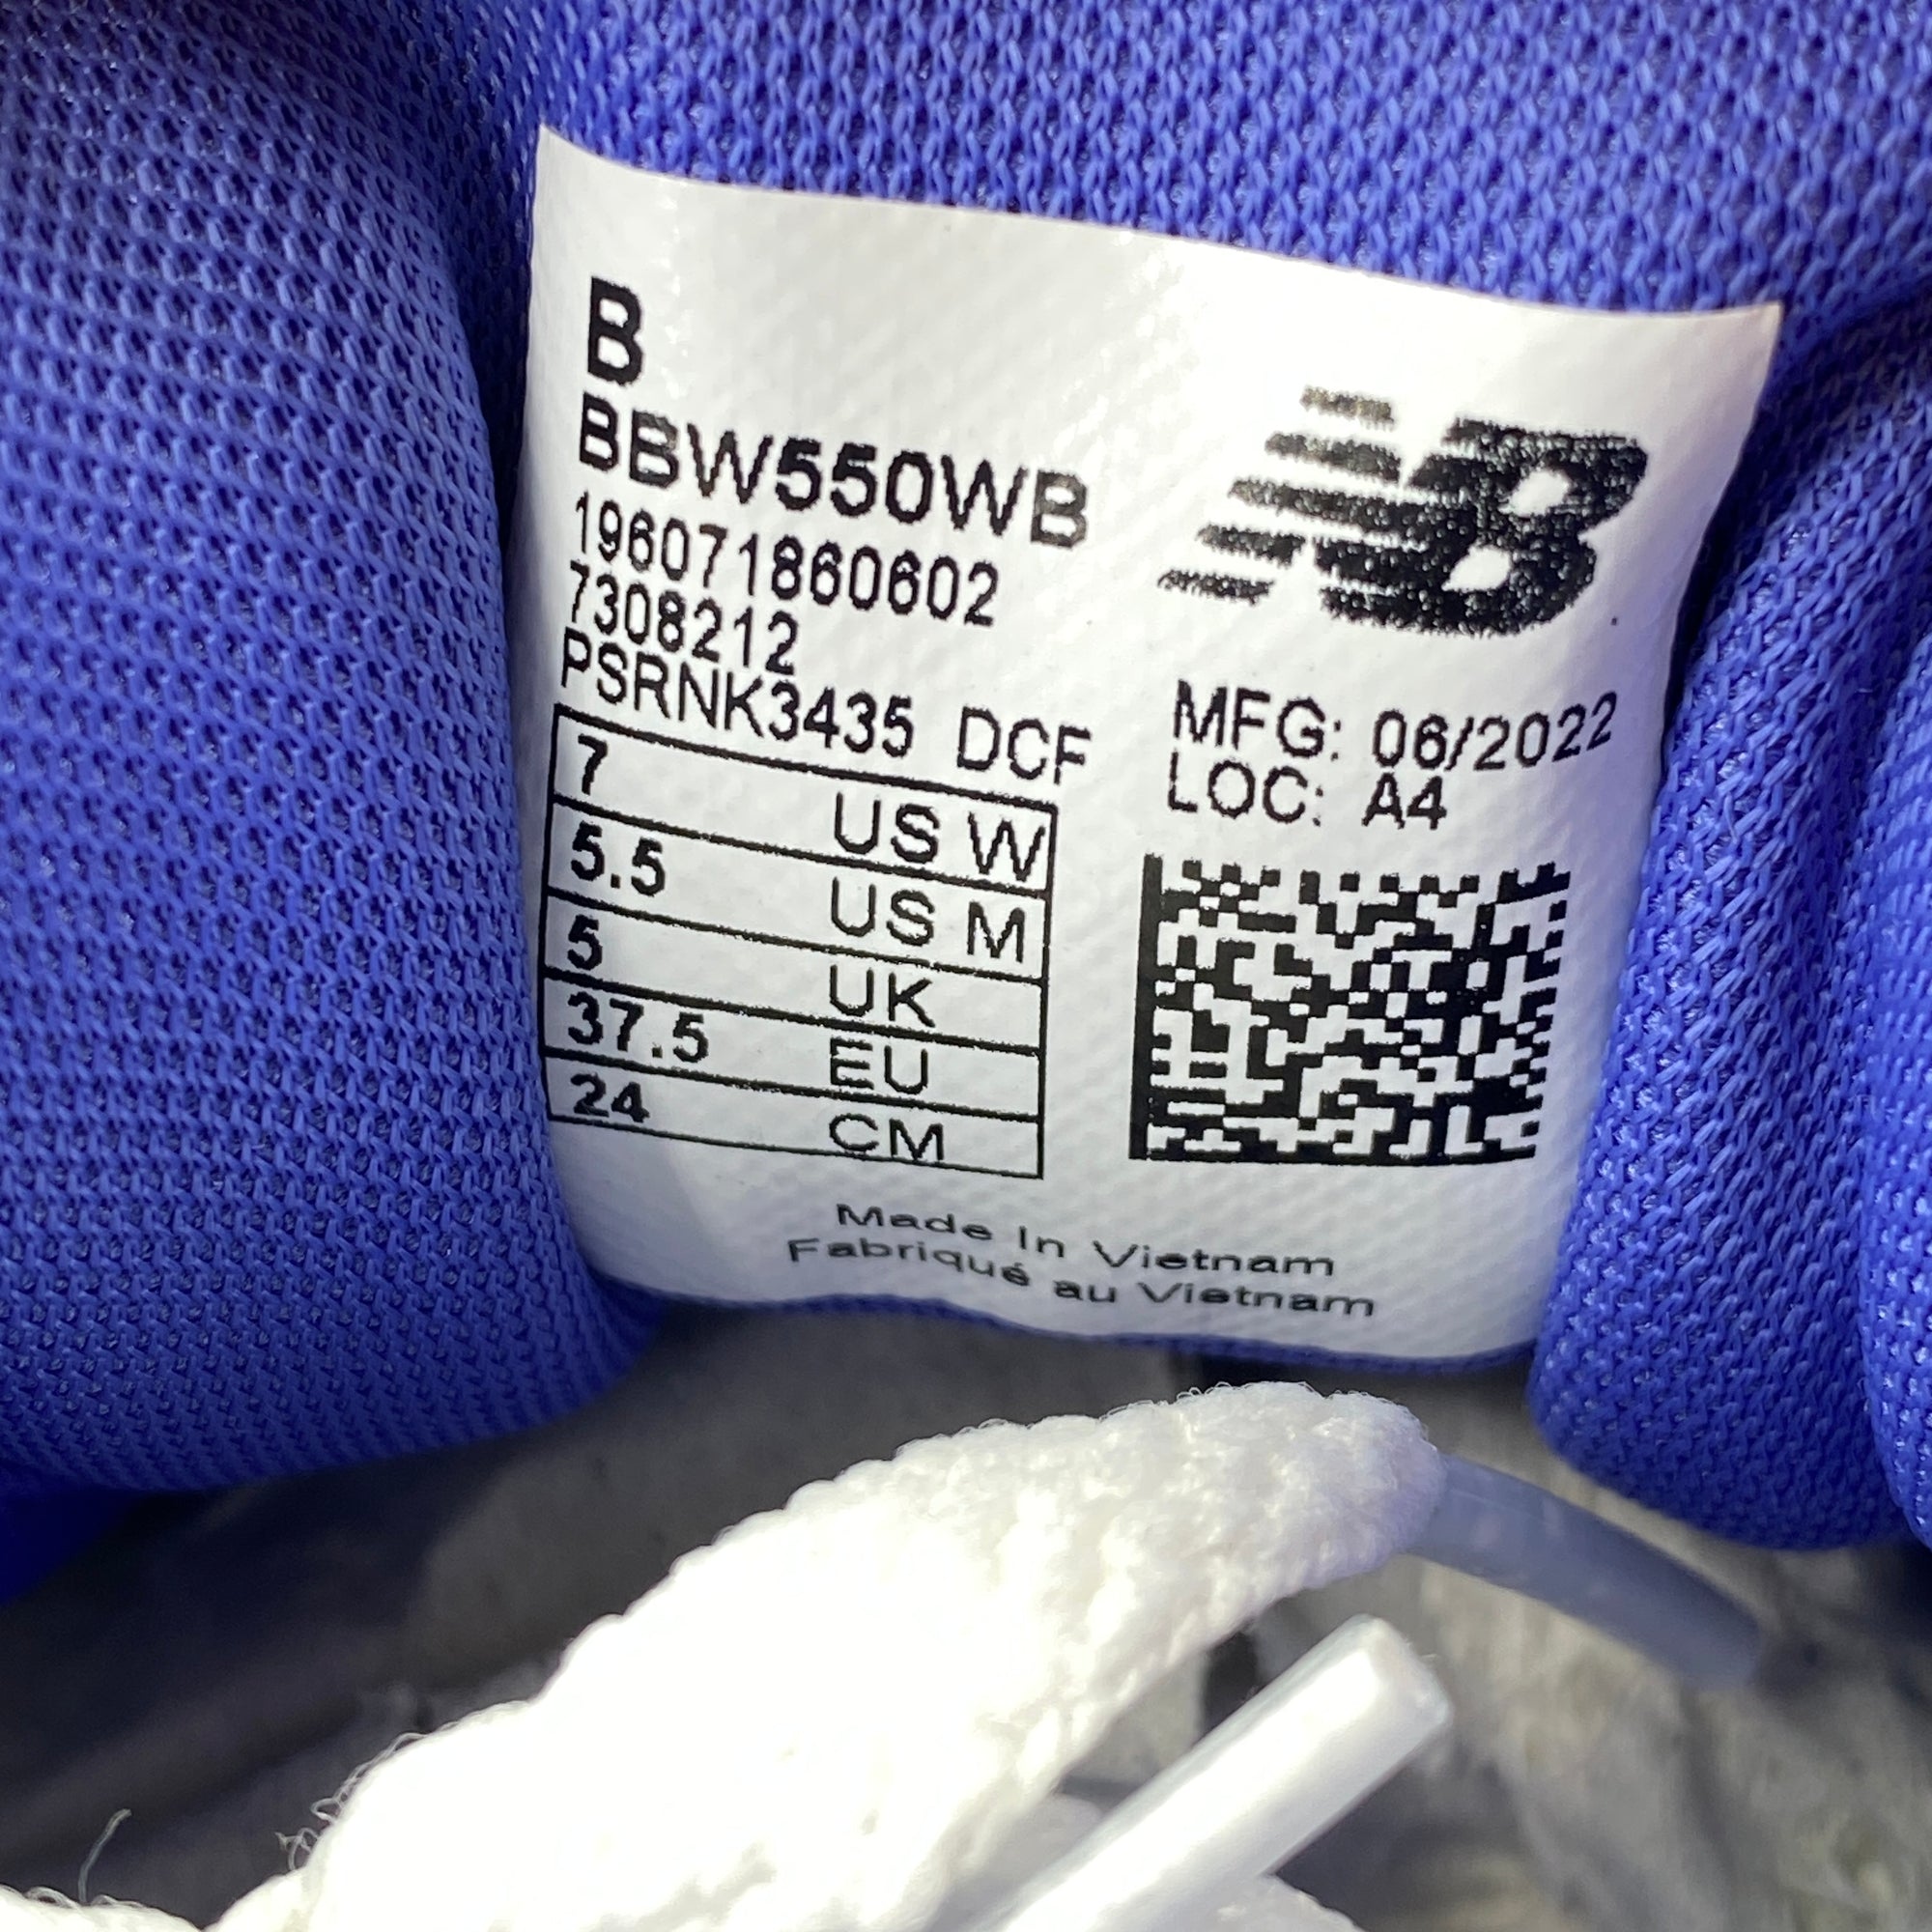 B
BBW550WB
196071860602
7308212
PSRNK3435 DCF
7 US W
5.5 US M
5 UK
37.5 EU
24 CM
NB
MFG: 06/2022
LOC: A4
Made In Vietnam
Fabriqué au Vietnam